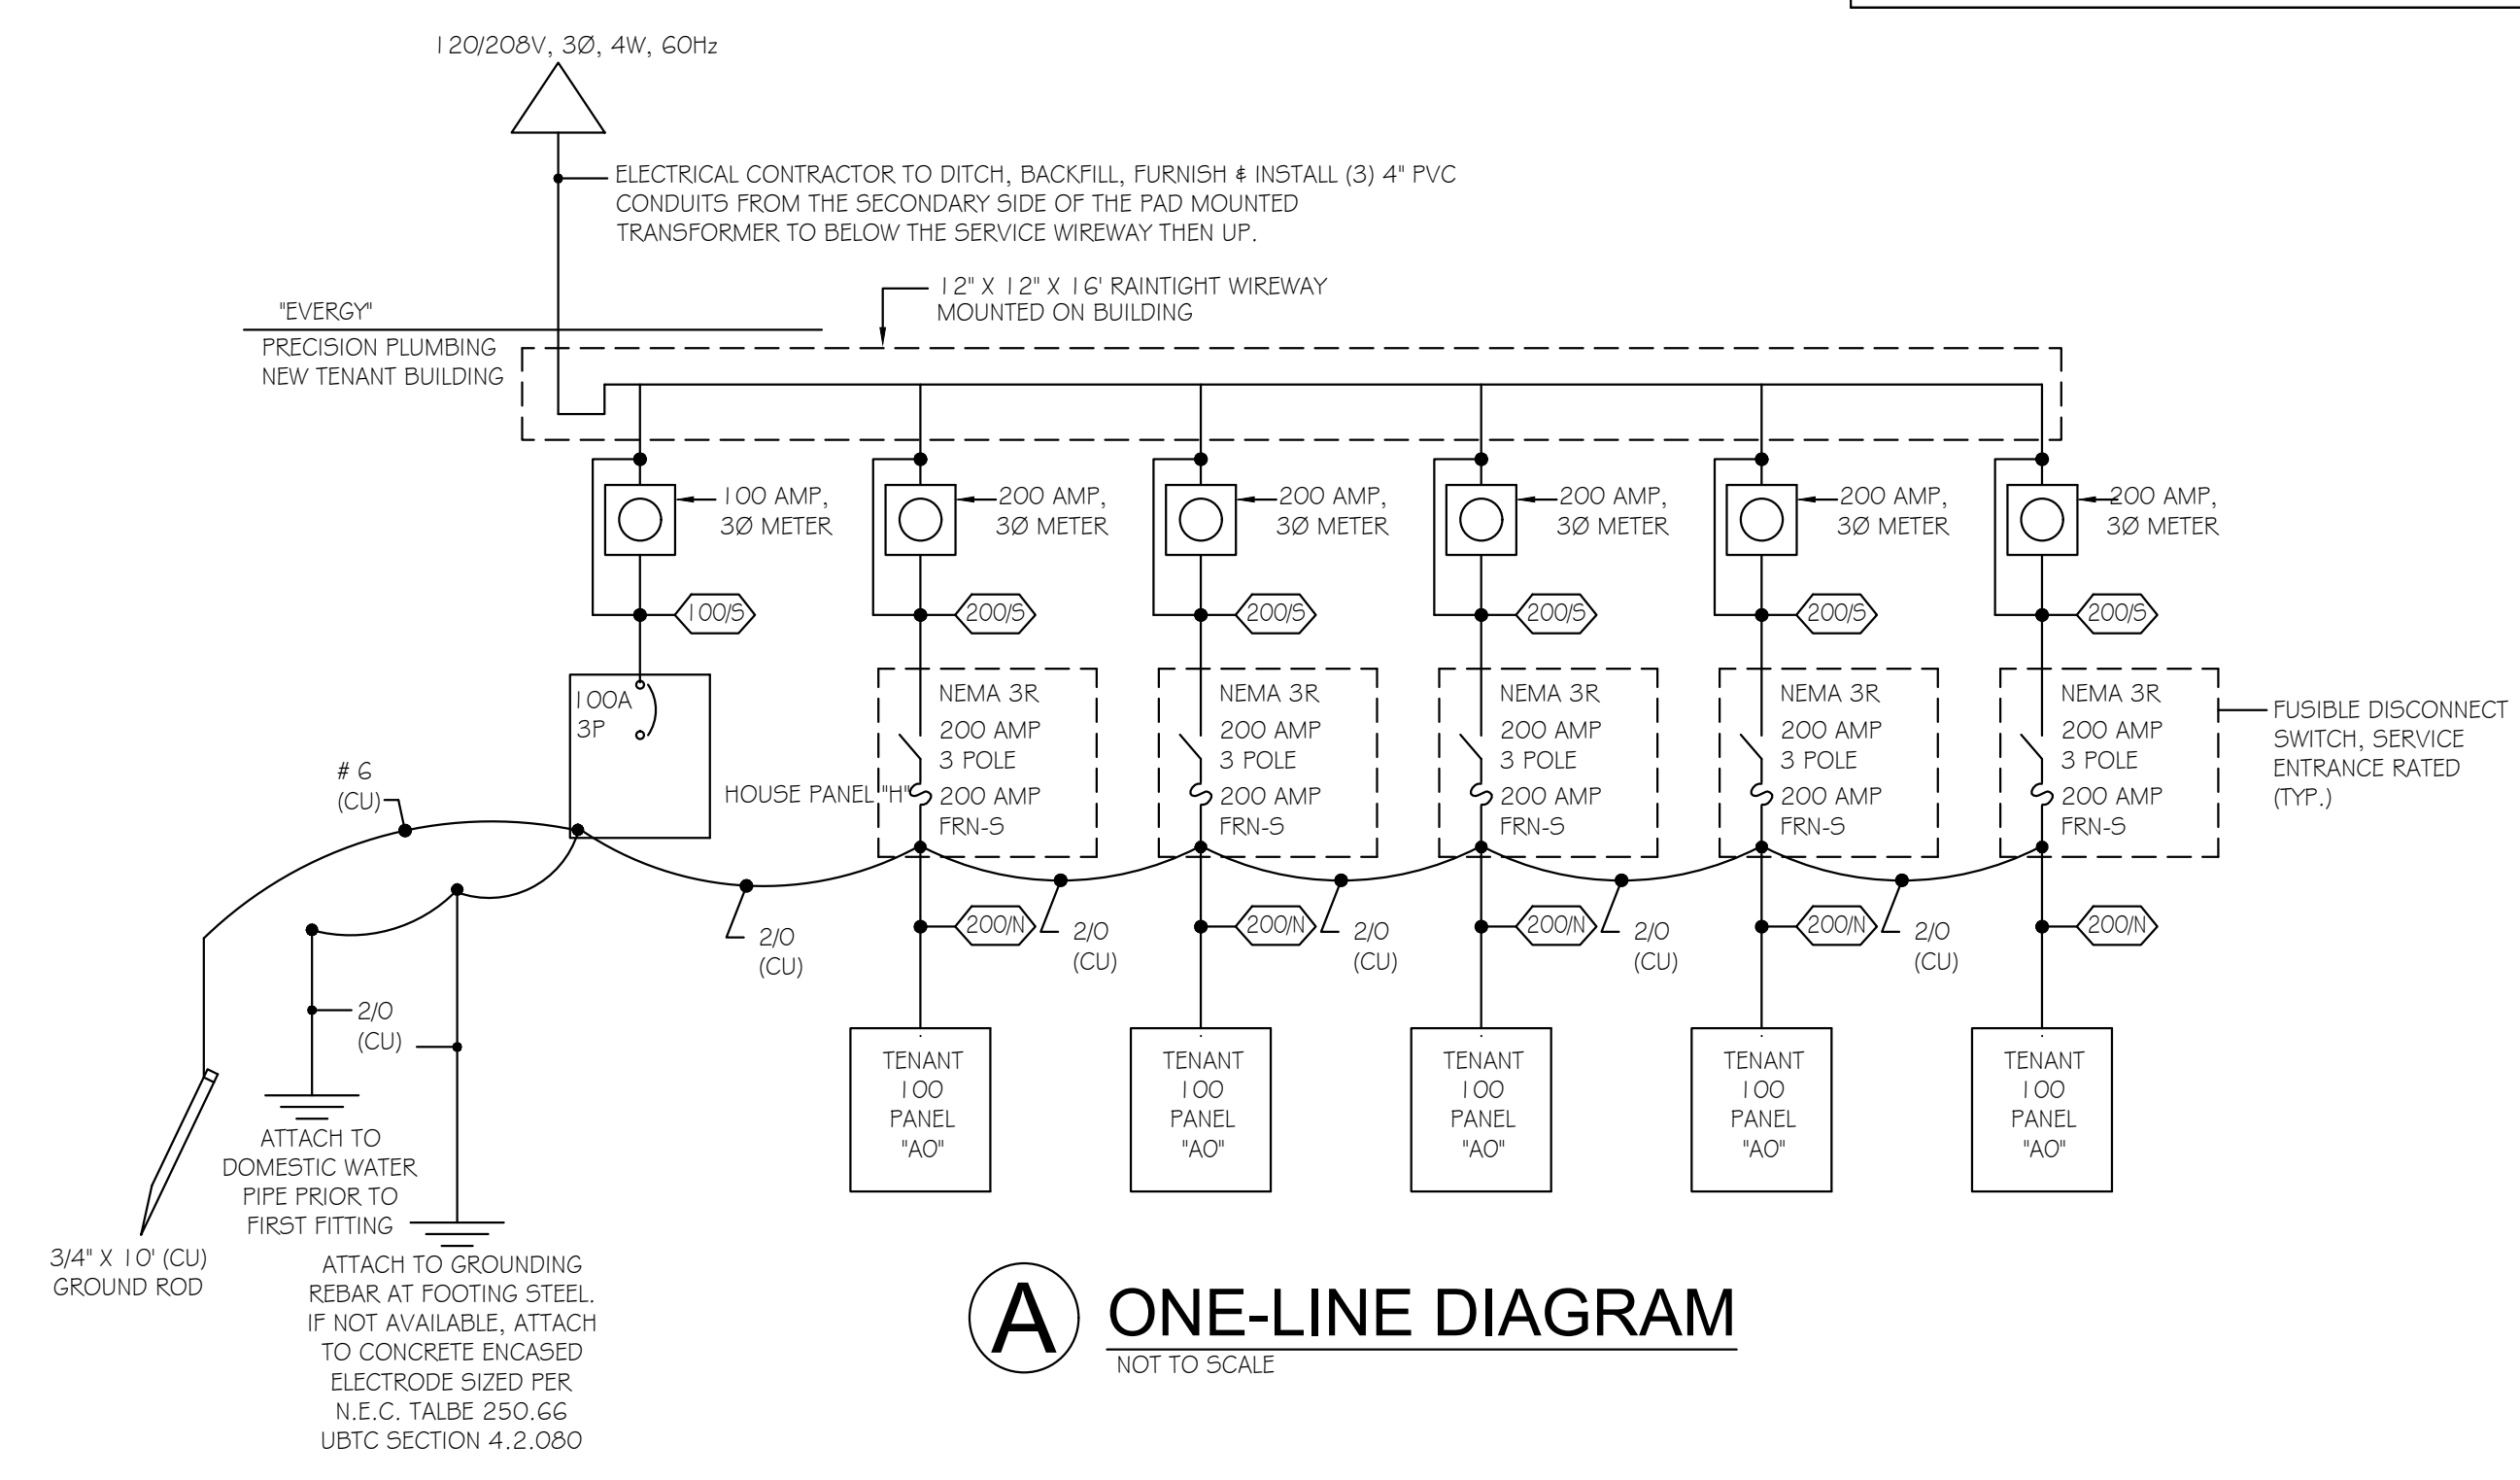 120/208V, 3Ø, 4W, 60Hz
ELECTRICAL CONTRACTOR TO DITCH, BACKFILL, FURNISH & INSTALL (3) 4" PVC
CONDUITS FROM THE SECONDARY SIDE OF THE PAD MOUNTED
TRANSFORMER TO BELOW THE SERVICE WIREWAY THEN UP.
12" X 12" X 16' RAINTIGHT WIREWAY
MOUNTED ON BUILDING
"EVERGY"
PRECISION PLUMBING
NEW TENANT BUILDING
100 AMP,
3Ø METER
200 AMP,
3Ø METER
200 AMP,
3Ø METER
200 AMP,
3Ø METER
200 AMP,
3Ø METER
200 AMP,
3Ø METER
100/S
200/S
200/S
200/S
200/S
200/S
100A
3P
HOUSE PANEL "H"
NEMA 3R
200 AMP
3 POLE
200 AMP
FRN-S
NEMA 3R
200 AMP
3 POLE
200 AMP
FRN-S
NEMA 3R
200 AMP
3 POLE
200 AMP
FRN-S
NEMA 3R
200 AMP
3 POLE
200 AMP
FRN-S
NEMA 3R
200 AMP
3 POLE
200 AMP
FRN-S
FUSIBLE DISCONNECT
SWITCH, SERVICE
ENTRANCE RATED
(TYP.)
# 6
(CU)
2/0
(CU)
200/N
2/0
(CU)
200/N
2/0
(CU)
200/N
2/0
(CU)
200/N
2/0
(CU)
200/N
2/0
(CU)
TENANT
100
PANEL
"AO"
TENANT
100
PANEL
"AO"
TENANT
100
PANEL
"AO"
TENANT
100
PANEL
"AO"
TENANT
100
PANEL
"AO"
ATTACH TO
DOMESTIC WATER
PIPE PRIOR TO
FIRST FITTING
3/4" X 10' (CU)
GROUND ROD
ATTACH TO GROUNDING
REBAR AT FOOTING STEEL.
IF NOT AVAILABLE, ATTACH
TO CONCRETE ENCASED
ELECTRODE SIZED PER
N.E.C. TALBE 250.66
UBTC SECTION 4.2.080
A ONE-LINE DIAGRAM
NOT TO SCALE